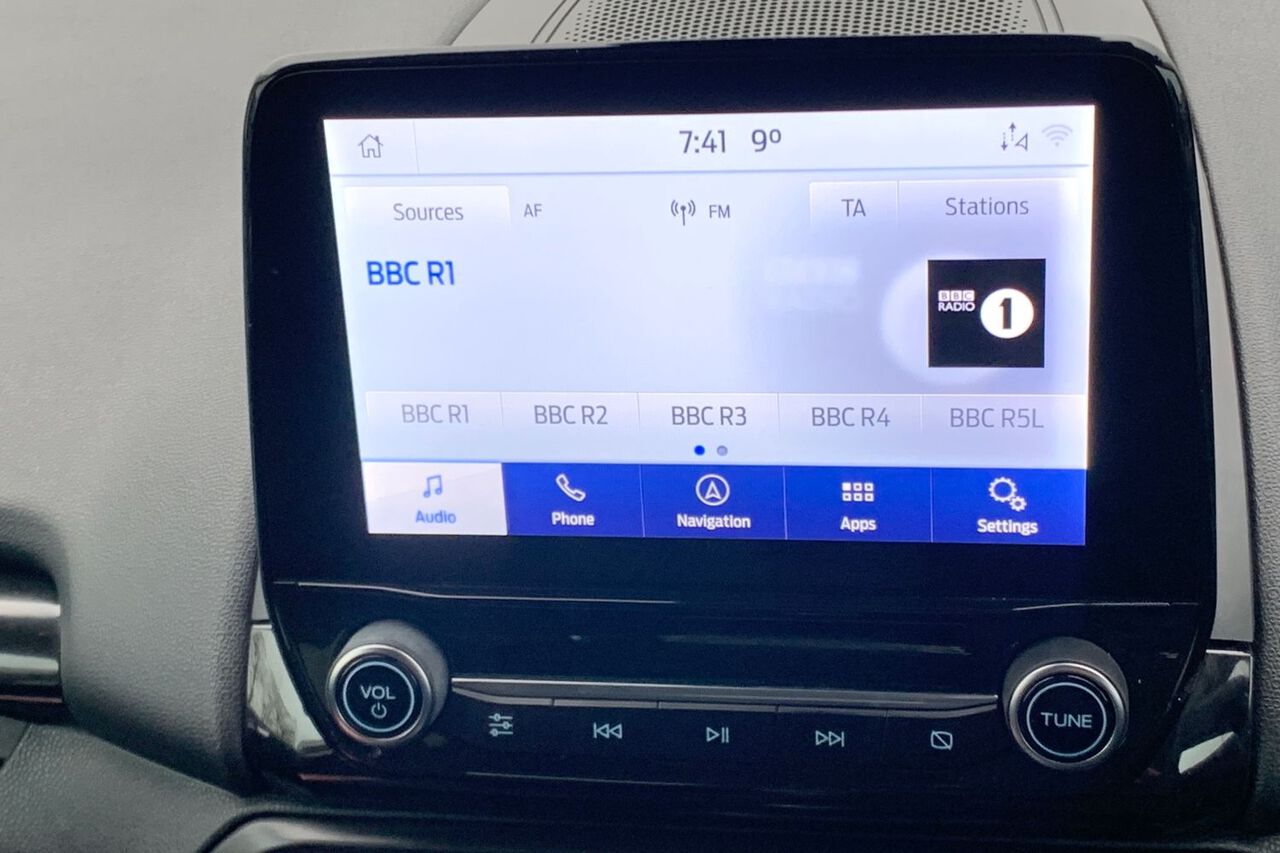 7:41 9º
Sources AF FM TA Stations
BBC R1
BBC
RADIO 1
BBC R1 BBC R2 BBC R3 BBC R4 BBC R5L
Audio Phone Navigation Apps Settings
VOL
TUNE